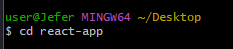 user@Jefer MINGW64 ~/Desktop
$ cd react-app